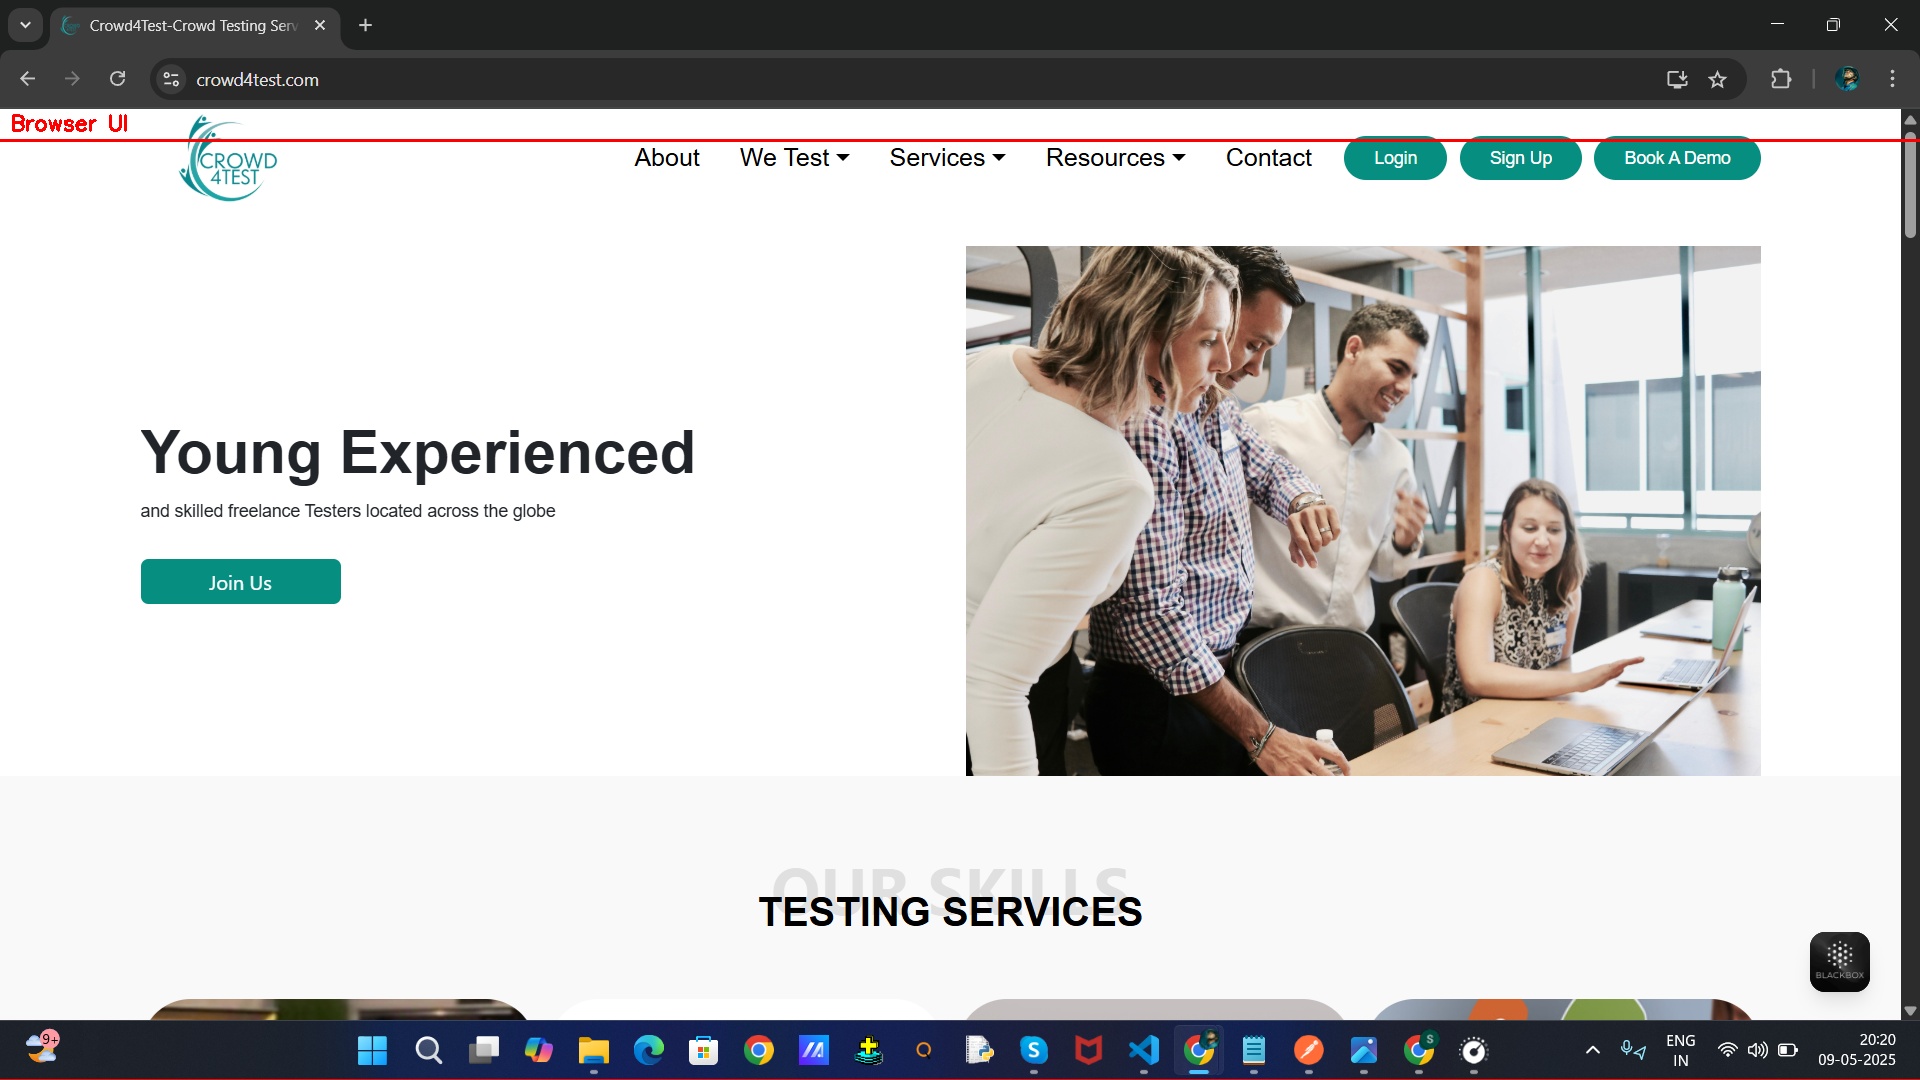 Crowd4Test-Crowd Testing Serv
crowd4test.com
Browser UI
CROWD
4TEST
About We Test Services Resources Contact Login Sign Up Book A Demo
Young Experienced
and skilled freelance Testers located across the globe
Join Us
OUR SKILLS
TESTING SERVICES
BLACKBOX
9+
S
ENG
IN
20:20
09-05-2025